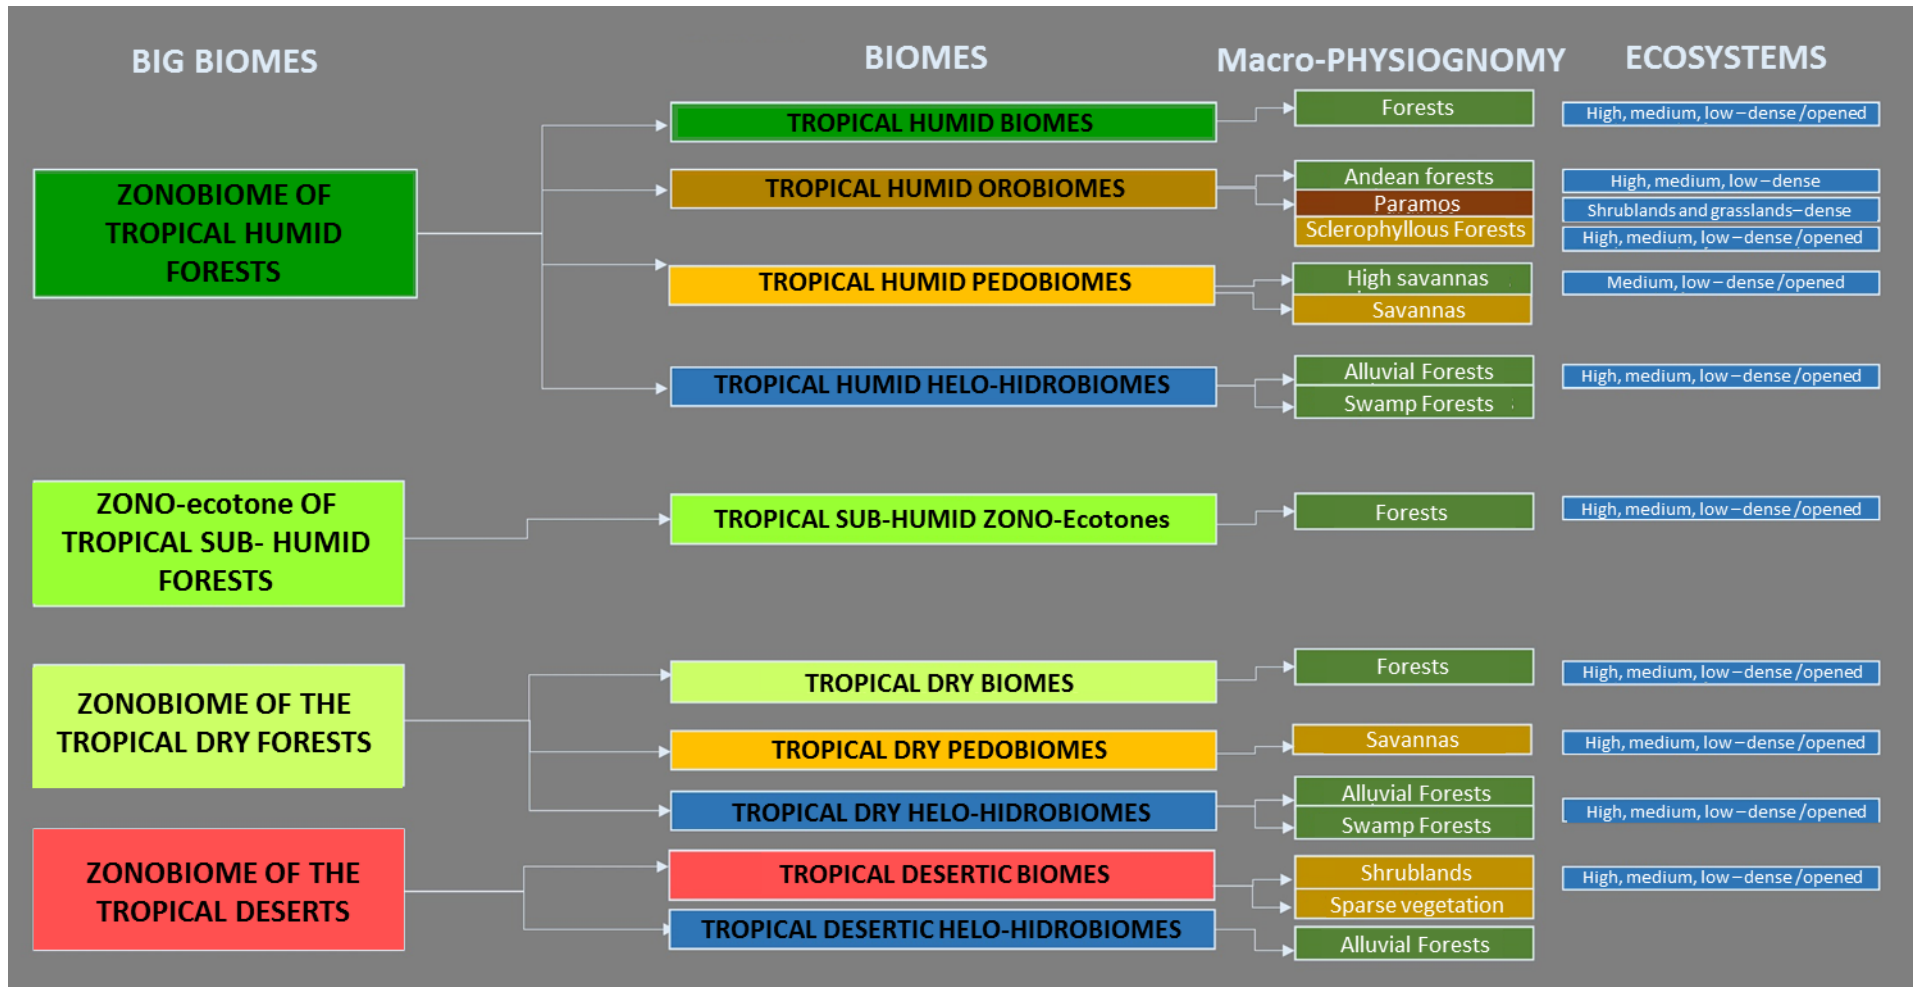 BIG BIOMES
BIOMES
Macro-PHYSIOGNOMY
ECOSYSTEMS
ZONOBIOME OF
TROPICAL HUMID
FORESTS
TROPICAL HUMID BIOMES
Forests
High, medium, low – dense/opened
TROPICAL HUMID OROBIOMES
Andean forests
Paramos
Sclerophyllous Forests
High, medium, low – dense
Shrublands and grasslands– dense
High, medium, low – dense/opened
TROPICAL HUMID PEDOBIOMES
High savannas
Savannas
Medium, low – dense/opened
TROPICAL HUMID HELO-HIDROBIOMES
Alluvial Forests
Swamp Forests
High, medium, low – dense/opened
ZONO-ecotone OF
TROPICAL SUB- HUMID
FORESTS
TROPICAL SUB-HUMID ZONO-Ecotones
Forests
High, medium, low – dense/opened
ZONOBIOME OF THE
TROPICAL DRY FORESTS
TROPICAL DRY BIOMES
Forests
High, medium, low – dense/opened
TROPICAL DRY PEDOBIOMES
Savannas
High, medium, low – dense/opened
TROPICAL DRY HELO-HIDROBIOMES
Alluvial Forests
Swamp Forests
High, medium, low – dense/opened
ZONOBIOME OF THE
TROPICAL DESERTS
TROPICAL DESERTIC BIOMES
Shrublands
Sparse vegetation
High, medium, low – dense/opened
TROPICAL DESERTIC HELO-HIDROBIOMES
Alluvial Forests